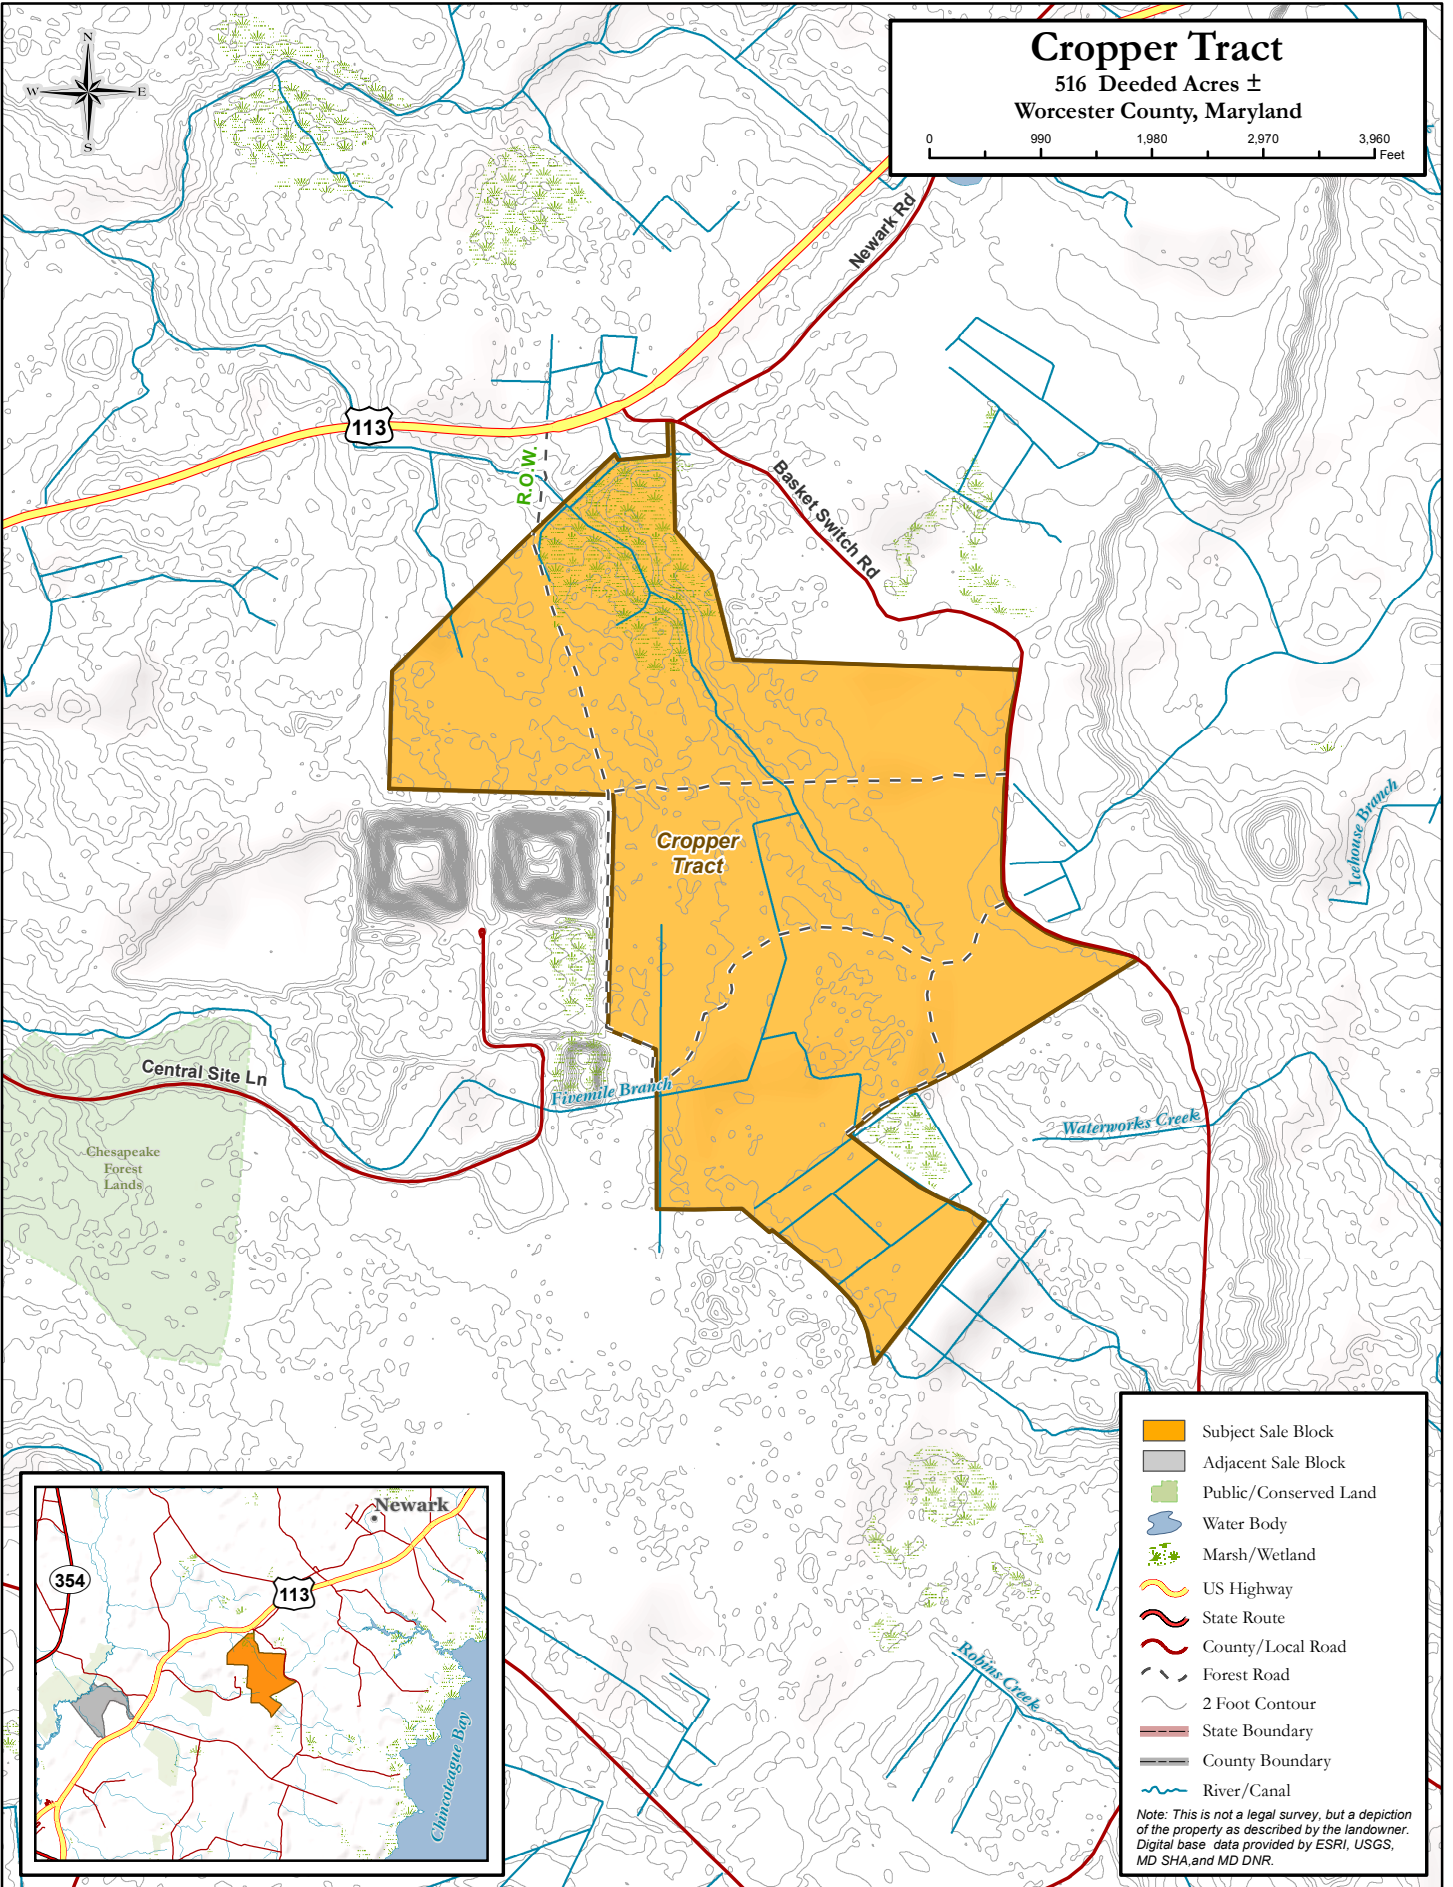 N
W
E
S
Cropper Tract
516 Deeded Acres ±
Worcester County, Maryland
0 990 1,980 2,970 3,960
Feet
Newark Rd
113
R.O.W.
Basket Switch Rd
Icehouse Branch
Cropper
Tract
Central Site Ln
Fivemile Branch
Waterworks Creek
Chesapeake
Forest
Lands
Robins Creek
Newark
354
113
Chincoteague Bay
Subject Sale Block
Adjacent Sale Block
Public/Conserved Land
Water Body
Marsh/Wetland
US Highway
State Route
County/Local Road
Forest Road
2 Foot Contour
State Boundary
County Boundary
River/Canal
Note: This is not a legal survey, but a depiction
of the property as described by the landowner.
Digital base data provided by ESRI, USGS,
MD SHA,and MD DNR.